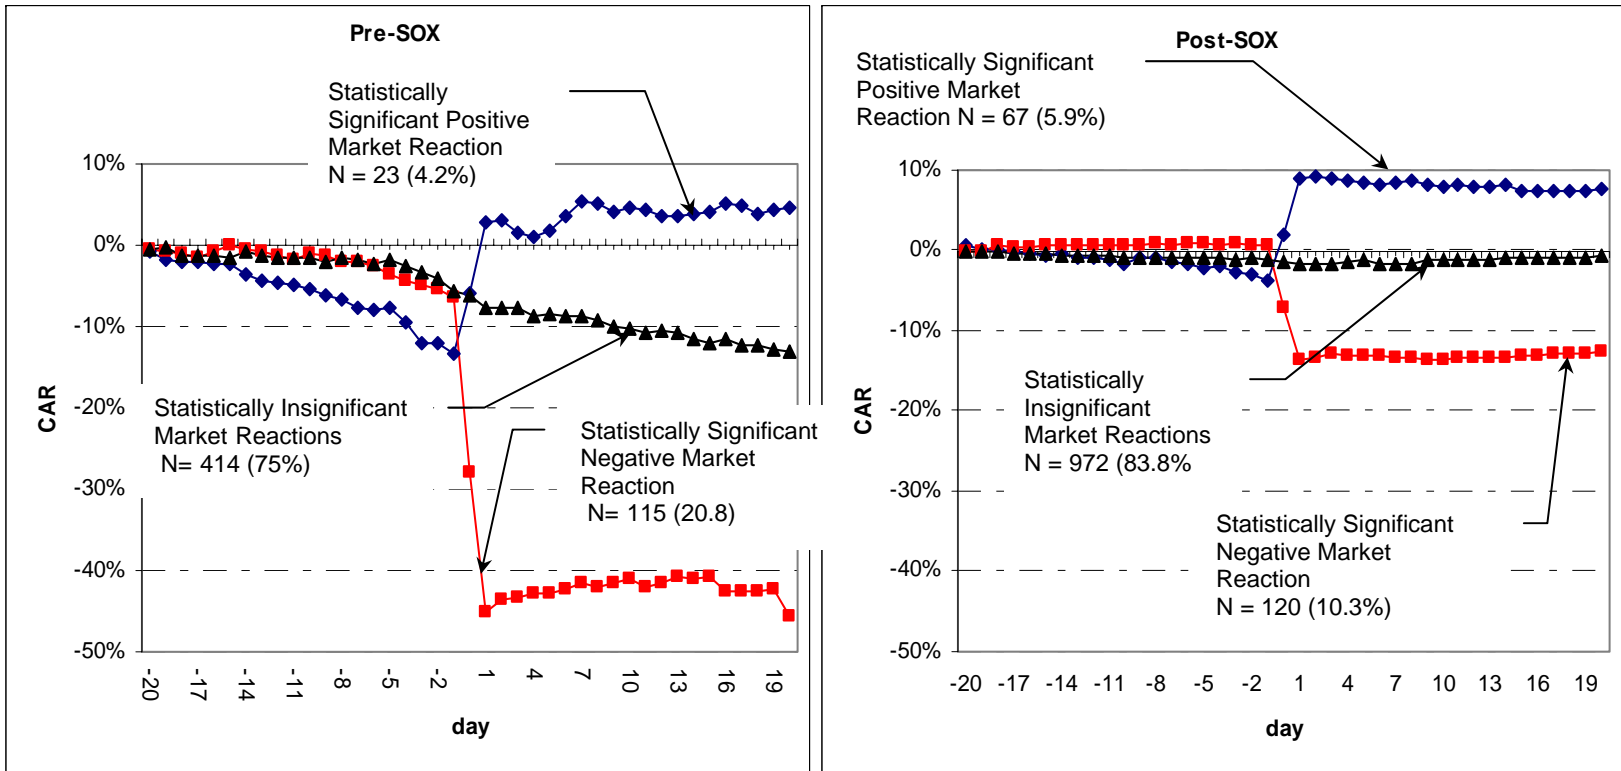 Pre-SOX
Statistically
Significant Positive
Market Reaction
N = 23 (4.2%)
10%
0%
-10%
-20%
-30%
-40%
-50%
CAR
Statistically Insignificant
Market Reactions
N= 414 (75%)
Statistically Significant
Negative Market
Reaction
N= 115 (20.8)
-20 -17 -14 -11 -8 -5 -2 1 4 7 10 13 16 19
day
Post-SOX
Statistically Significant
Positive Market
Reaction N = 67 (5.9%)
10%
0%
-10%
-20%
-30%
-40%
-50%
CAR
Statistically
Insignificant
Market Reactions
N = 972 (83.8%
Statistically Significant
Negative Market
Reaction
N = 120 (10.3%)
-20 -17 -14 -11 -8 -5 -2 1 4 7 10 13 16 19
day